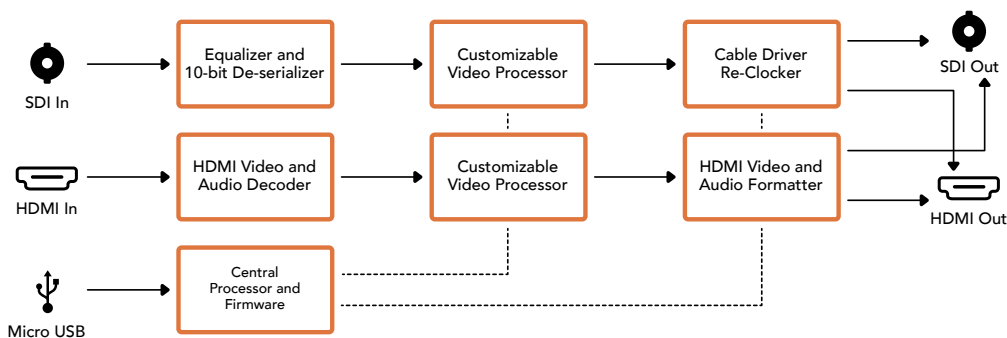 SDI In
Equalizer and
10-bit De-serializer
Customizable
Video Processor
Cable Driver
Re-Clocker
SDI Out
HDMI In
HDMI Video and
Audio Decoder
Customizable
Video Processor
HDMI Video and
Audio Formatter
HDMI Out
Micro USB
Central
Processor and
Firmware